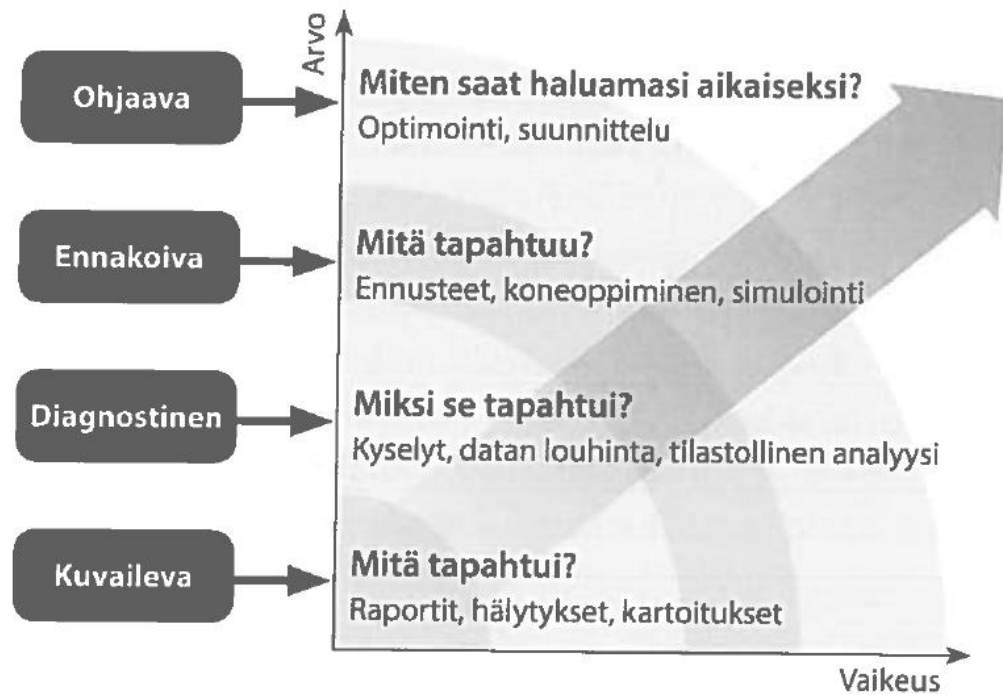 Arvo
Ohjaava
Miten saat haluamasi aikaiseksi?
Optimointi, suunnittelu
Ennakoiva
Mitä tapahtuu?
Ennusteet, koneoppiminen, simulointi
Diagnostinen
Miksi se tapahtui?
Kyselyt, datan louhinta, tilastollinen analyysi
Kuvaileva
Mitä tapahtui?
Raportit, hälytykset, kartoitukset
Vaikeus